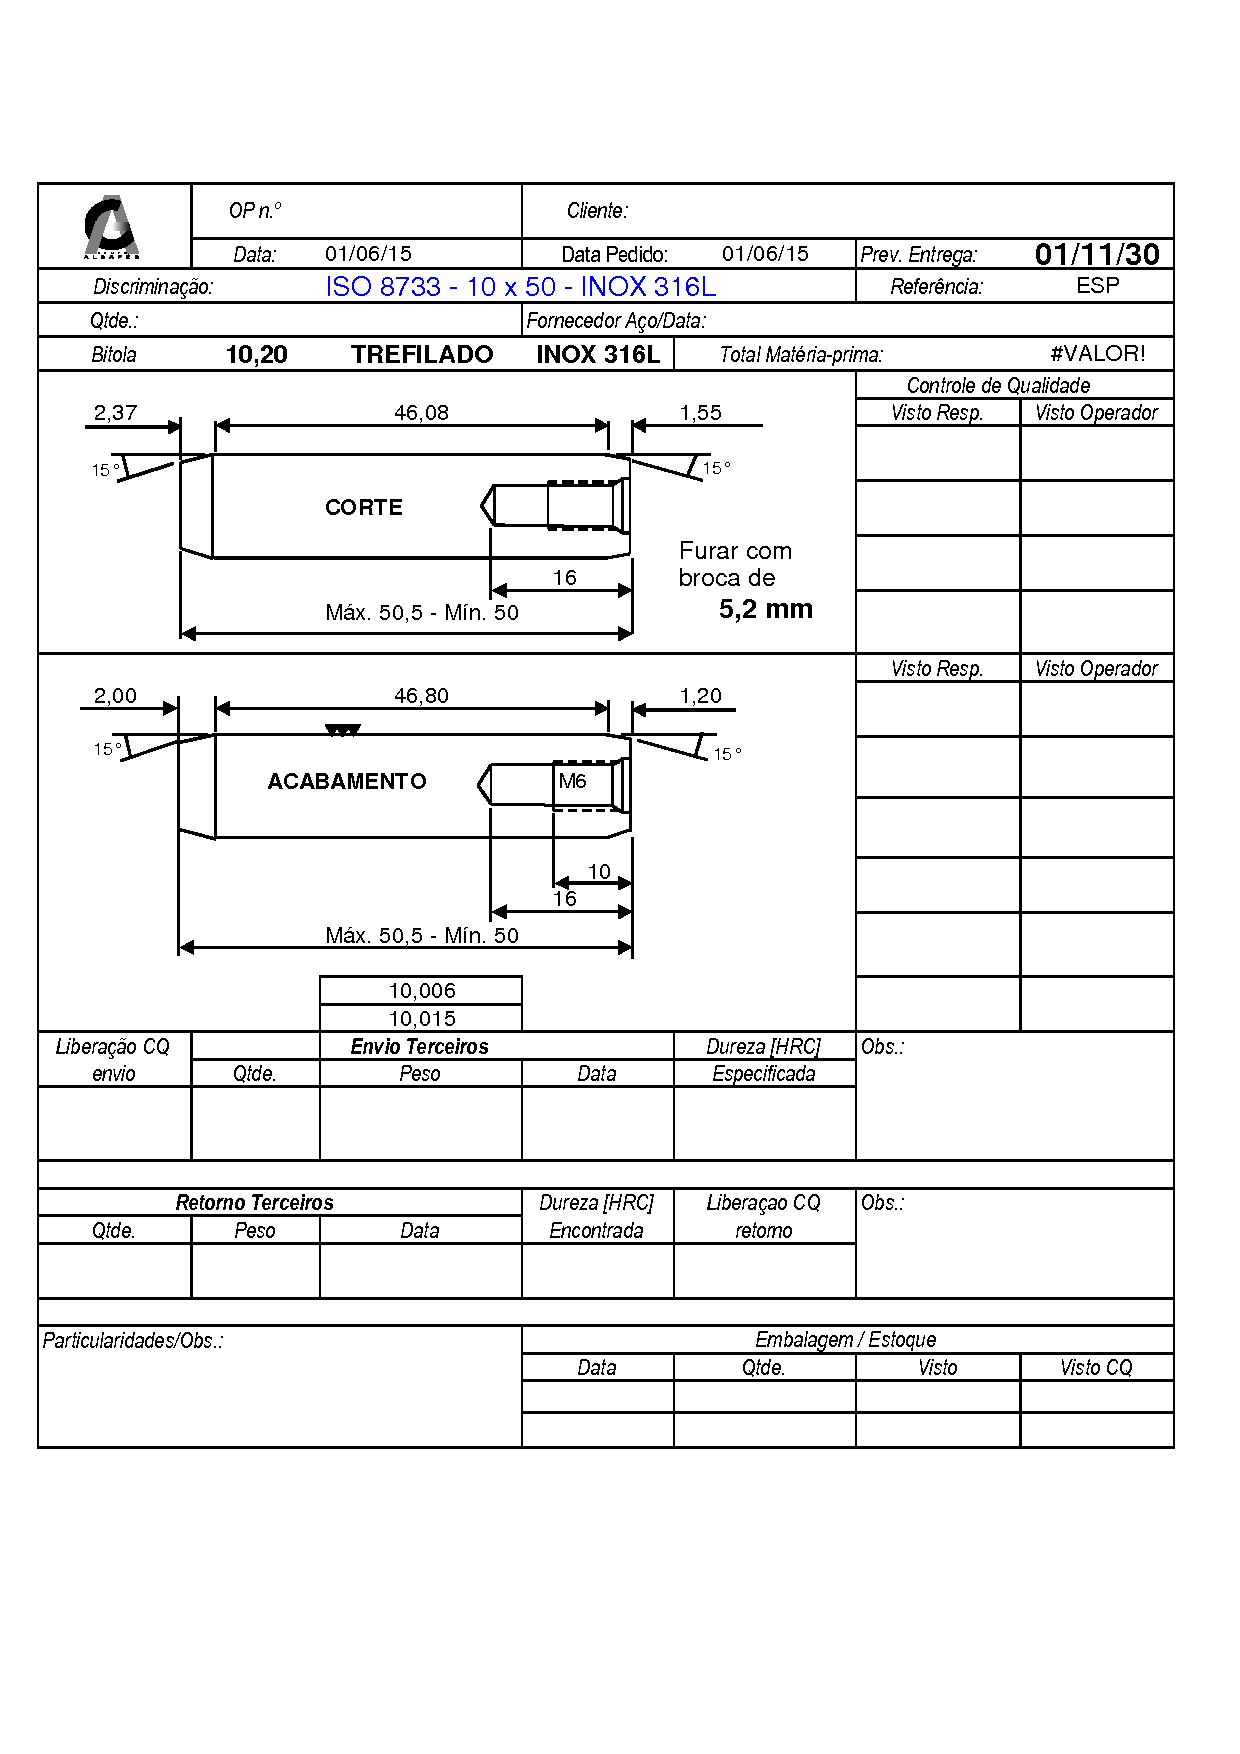 OP n.º Cliente:
ALBAPES
Data: 01/06/15 Data Pedido: 01/06/15 Prev. Entrega: 01/11/30
Discriminação: ISO 8733 - 10 x 50 - INOX 316L Referência: ESP
Qtde.: Fornecedor Aço/Data:
Bitola 10,20 TREFILADO INOX 316L Total Matéria-prima: #VALOR!
Controle de Qualidade
2,37 46,08 1,55 Visto Resp. Visto Operador
15° 15°
CORTE
Furar com
16 broca de
Máx. 50,5 - Mín. 50 5,2 mm
Visto Resp. Visto Operador
2,00 46,80 1,20
15° 15°
ACABAMENTO M6
10
16
Máx. 50,5 - Mín. 50
10,006
10,015
Liberação CQ Envio Terceiros Dureza [HRC] Obs.:
envio Qtde. Peso Data Especificada
Retorno Terceiros Dureza [HRC] Liberaçao CQ Obs.:
Qtde. Peso Data Encontrada retorno
Particularidades/Obs.: Embalagem / Estoque
Data Qtde. Visto Visto CQ